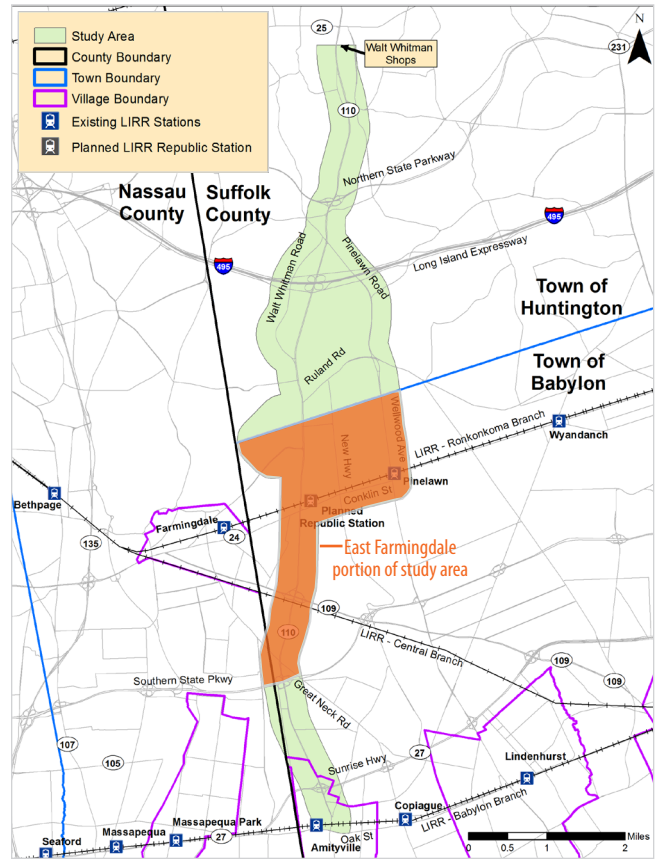 Study Area
County Boundary
Town Boundary
Village Boundary
Existing LIRR Stations
Planned LIRR Republic Station
25
Walt Whitman
Shops
231
N
110
Northern State Parkway
Nassau
County
Suffolk
County
495
495
Long Island Expressway
Walt Whitman Road
Pinelawn Road
Town of
Huntington
Ruland Rd
Town of
Babylon
Wellwood Ave
New Hwy
LIRR - Ronkonkoma Branch
Wyandanch
Pinelawn
Conklin St
Planned
Republic Station
Bethpage
Farmingdale
24
135
East Farmingdale
portion of study area
109
110
LIRR - Central Branch
109
109
Southern State Pkwy
Great Neck Rd
107
105
27
Sunrise Hwy
Lindenhurst
Copiague
LIRR - Babylon Branch
Massapequa Park
27
Massapequa
Seaford
Amityville
Oak St
Miles
0 0.5 1 2